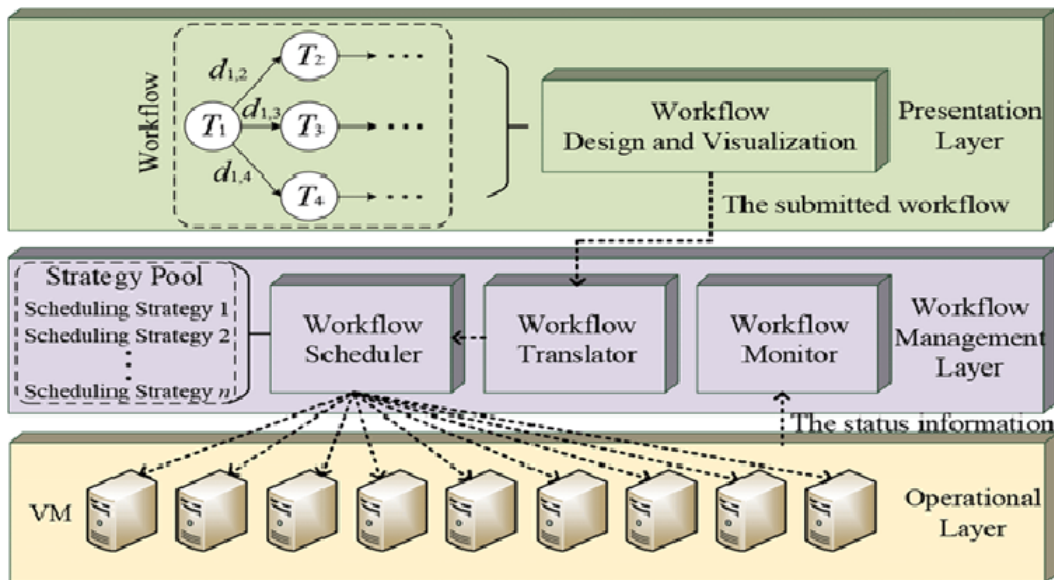 Workflow
T1
T2
T3
T4
d1,2
d1,3
d1,4
Workflow
Design and Visualization
Presentation
Layer
The submitted workflow
Strategy Pool
Scheduling Strategy 1
Scheduling Strategy 2
Scheduling Strategy n
Workflow
Scheduler
Workflow
Translator
Workflow
Monitor
Workflow
Management
Layer
The status information
VM
Operational
Layer